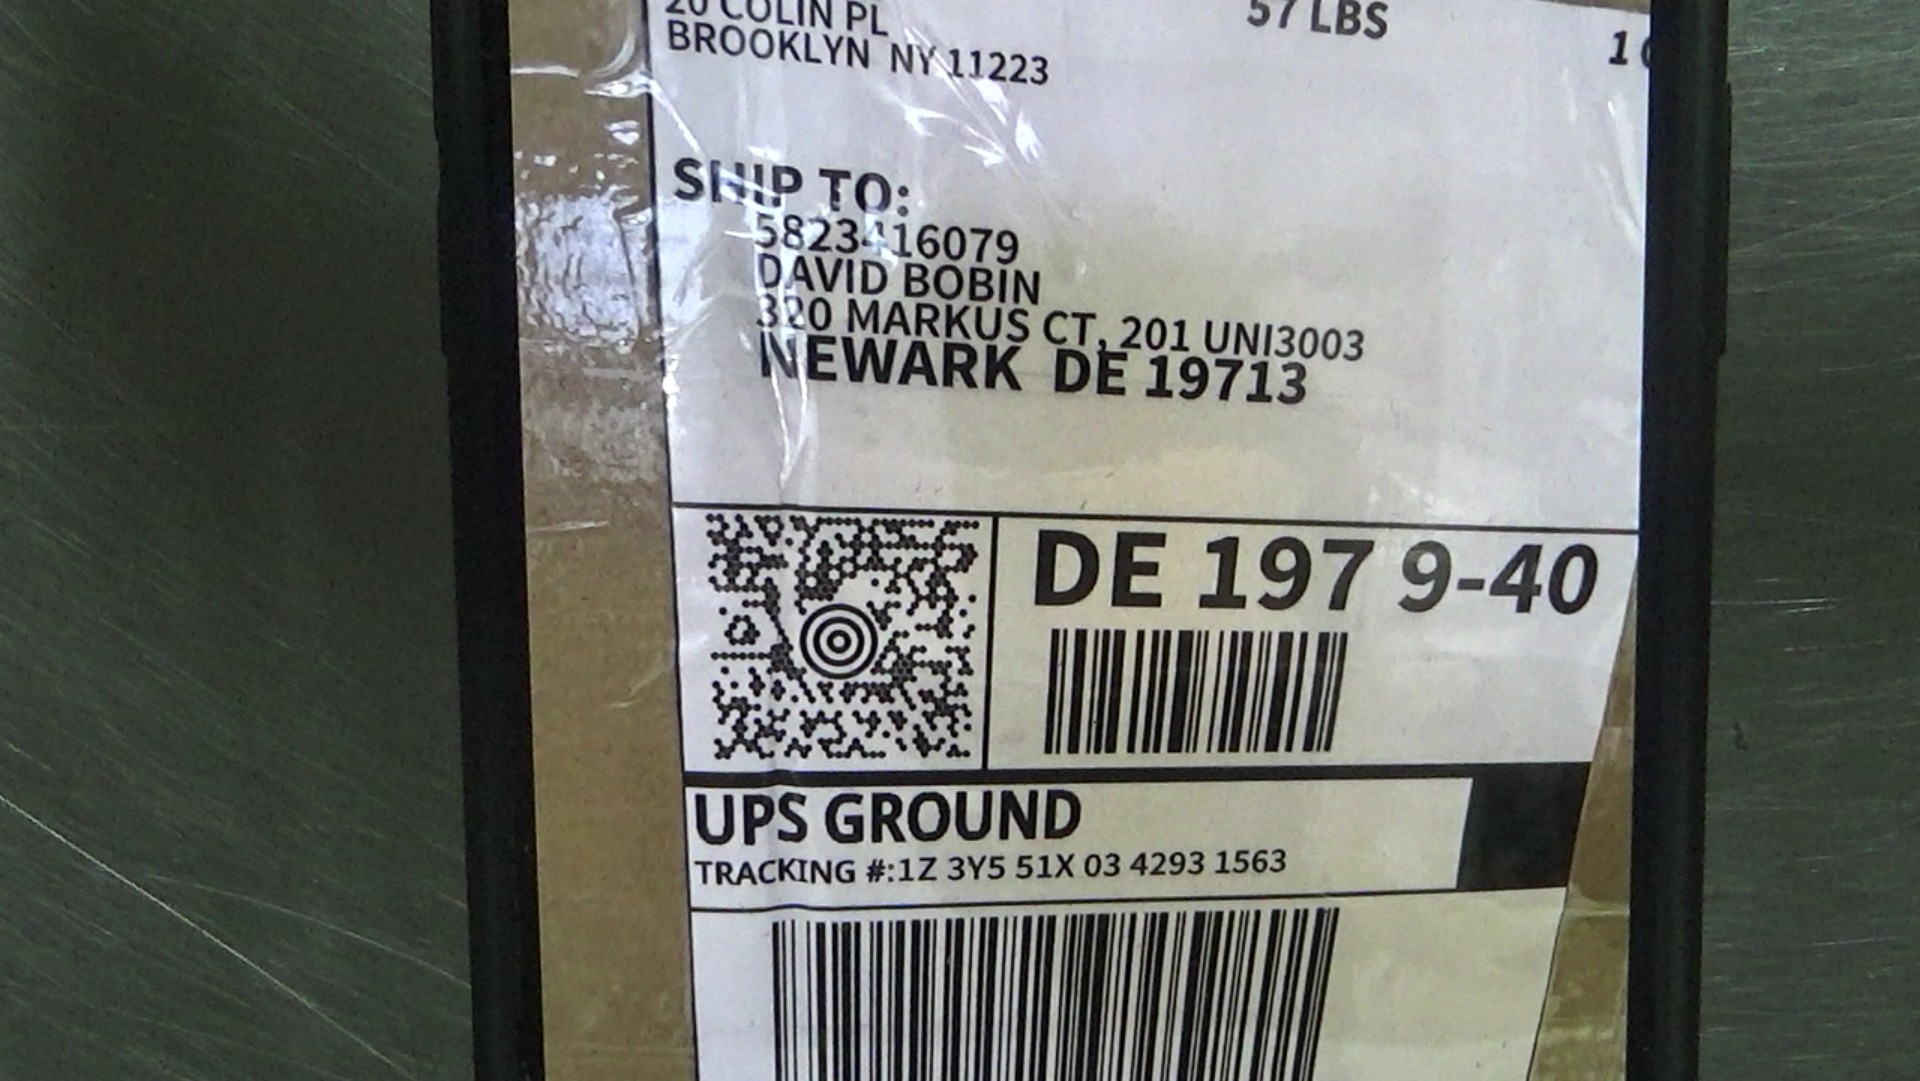 20 COLIN PL
57 LBS
BROOKLYN NY 11223
1
SHIP TO:
DAVID BOBIN
320 MARKUS CT, 201 UNI3003
NEWARK DE 19713
DE 197 9-40
UPS GROUND
TRACKING #:1Z 3Y5 51X 03 4293 1563